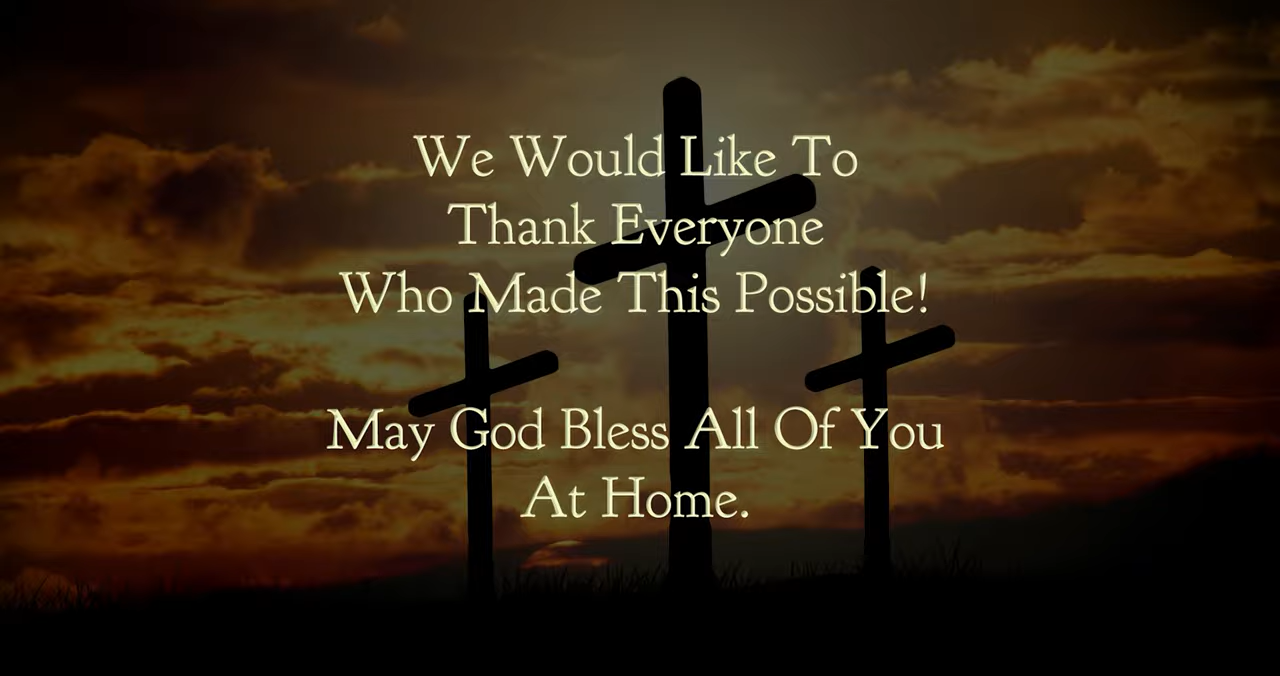 We Would Like To
Thank Everyone
Who Made This Possible!
May God Bless All Of You
At Home.